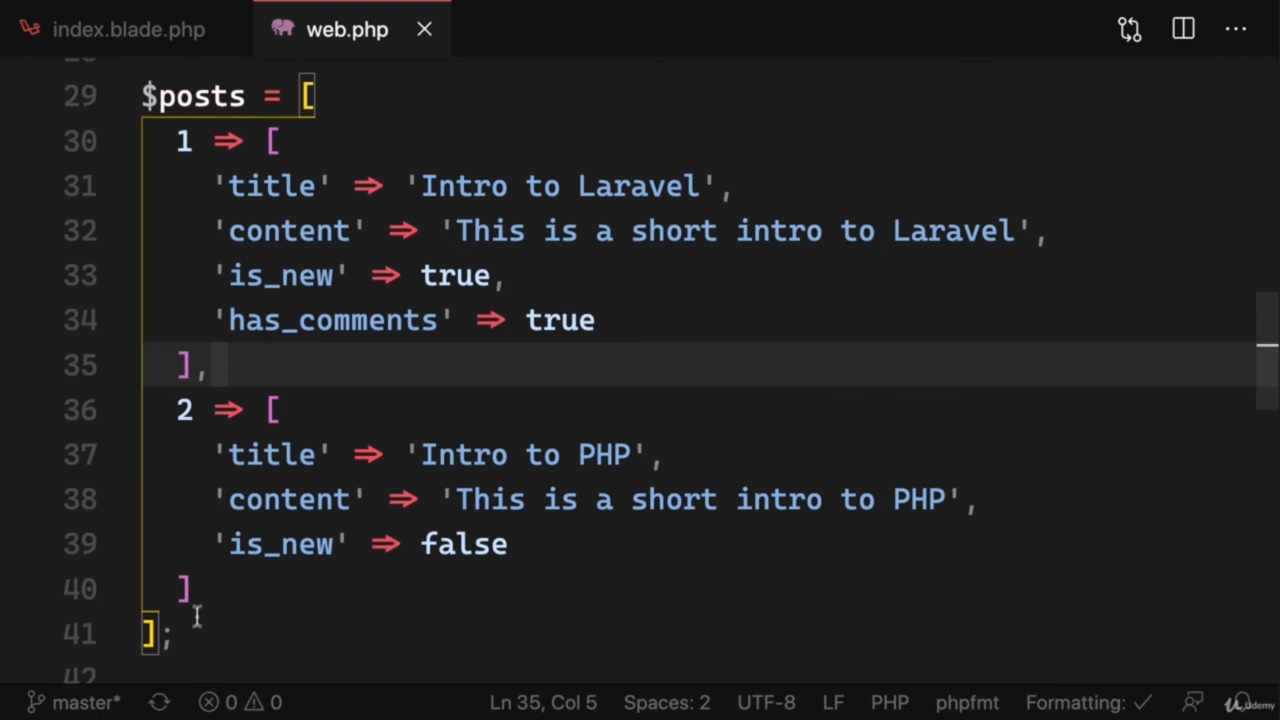 index.blade.php web.php
29 $posts = [
30 1 => [
31 'title' => 'Intro to Laravel',
32 'content' => 'This is a short intro to Laravel',
33 'is_new' => true,
34 'has_comments' => true
35 ],
36 2 => [
37 'title' => 'Intro to PHP',
38 'content' => 'This is a short intro to PHP',
39 'is_new' => false
40 ]
41 ];
42
master* 0 0 Ln 35, Col 5 Spaces: 2 UTF-8 LF PHP phpfmt Formatting: ✓ Udemy